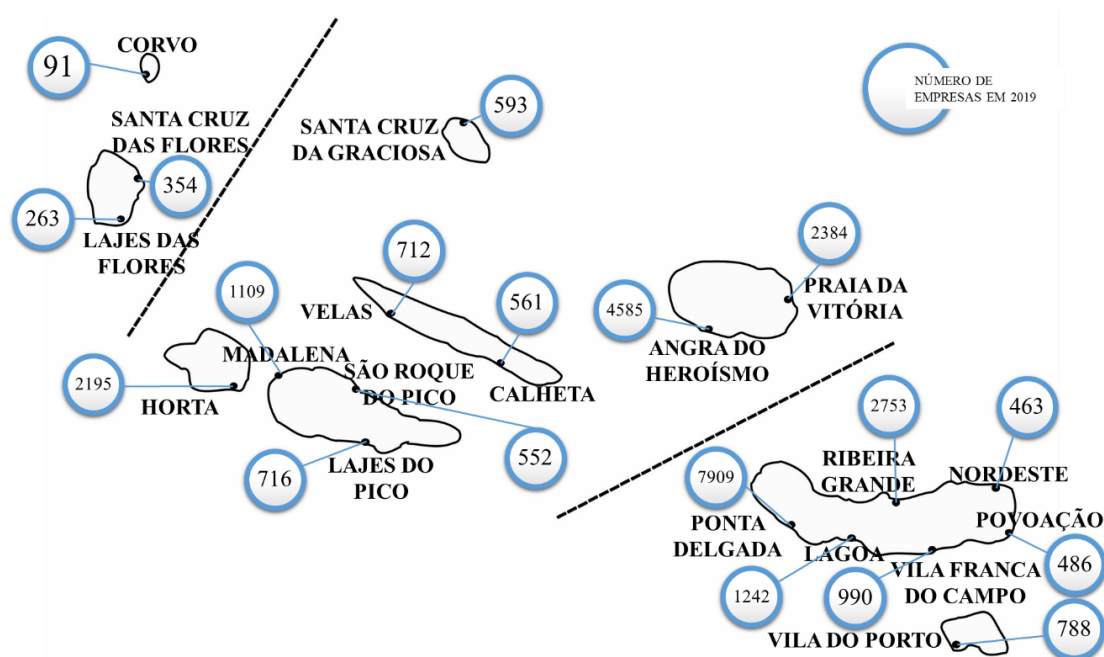 CORVO
91
SANTA CRUZ
DAS FLORES
354
263
LAJES DAS
FLORES
593
SANTA CRUZ
DA GRACIOSA
NÚMERO DE
EMPRESAS EM 2019
712
VELAS
561
CALHETA
1109
MADALENA
SÃO ROQUE
DO PICO
552
2195
HORTA
716
LAJES DO
PICO
2384
PRAIA DA
VITÓRIA
4585
ANGRA DO
HEROÍSMO
2753
RIBEIRA
GRANDE
463
NORDESTE
7909
PONTA
DELGADA
LAGOA
1242
990
VILA FRANCA
DO CAMPO
POVOAÇÃO
486
VILA DO PORTO
788